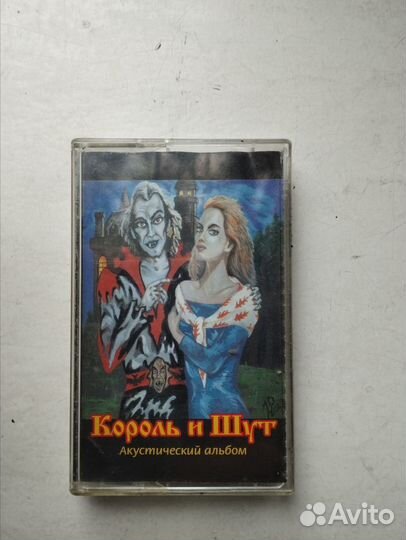 Король и Шут
Акустический альбом
Avito